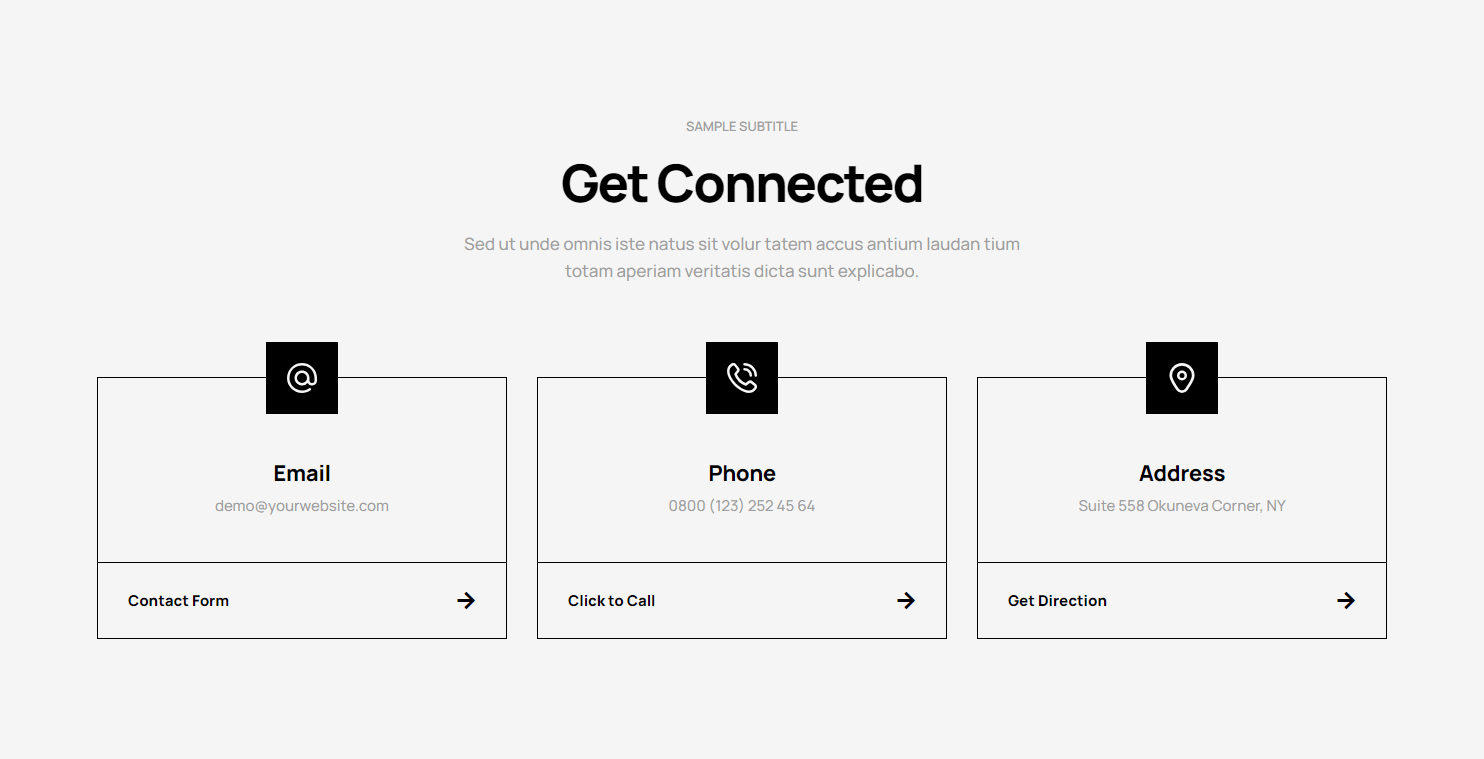 SAMPLE SUBTITLE
Get Connected
Sed ut unde omnis iste natus sit volur tatem accus antium laudan tium
totam aperiam veritatis dicta sunt explicabo.
Email
demo@yourwebsite.com
Contact Form
Phone
0800 (123) 252 45 64
Click to Call
Address
Suite 558 Okuneva Corner, NY
Get Direction